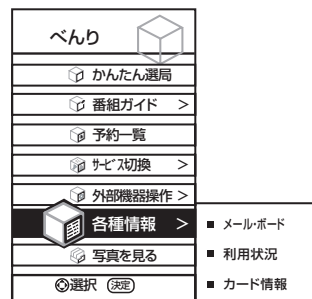 べんり
かんたん選局
番組ガイド >
予約一覧
サービス切換 >
外部機器操作 >
各種情報 >
メール・ボード
写真を見る
利用状況
選択 決定
カード情報